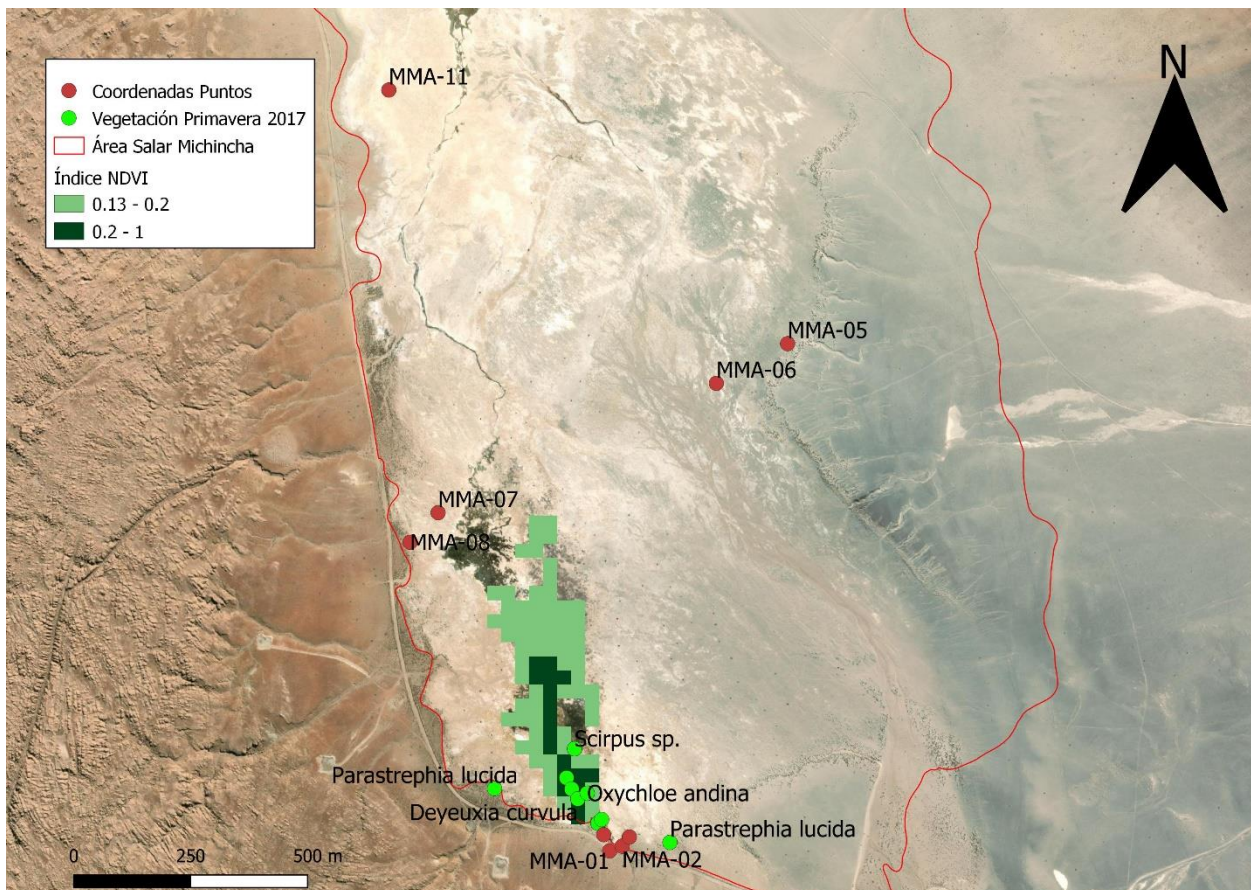 N
MMA-11
Coordenadas Puntos
Vegetación Primavera 2017
Área Salar Michincha
Índice NDVI
0.13 - 0.2
0.2 - 1
MMA-05
MMA-06
MMA-07
MMA-08
Scirpus sp.
Parastrephia lucida
Oxychloe andina
Deyeuxia curvula
Parastrephia lucida
MMA-01
MMA-02
0 250 500 m